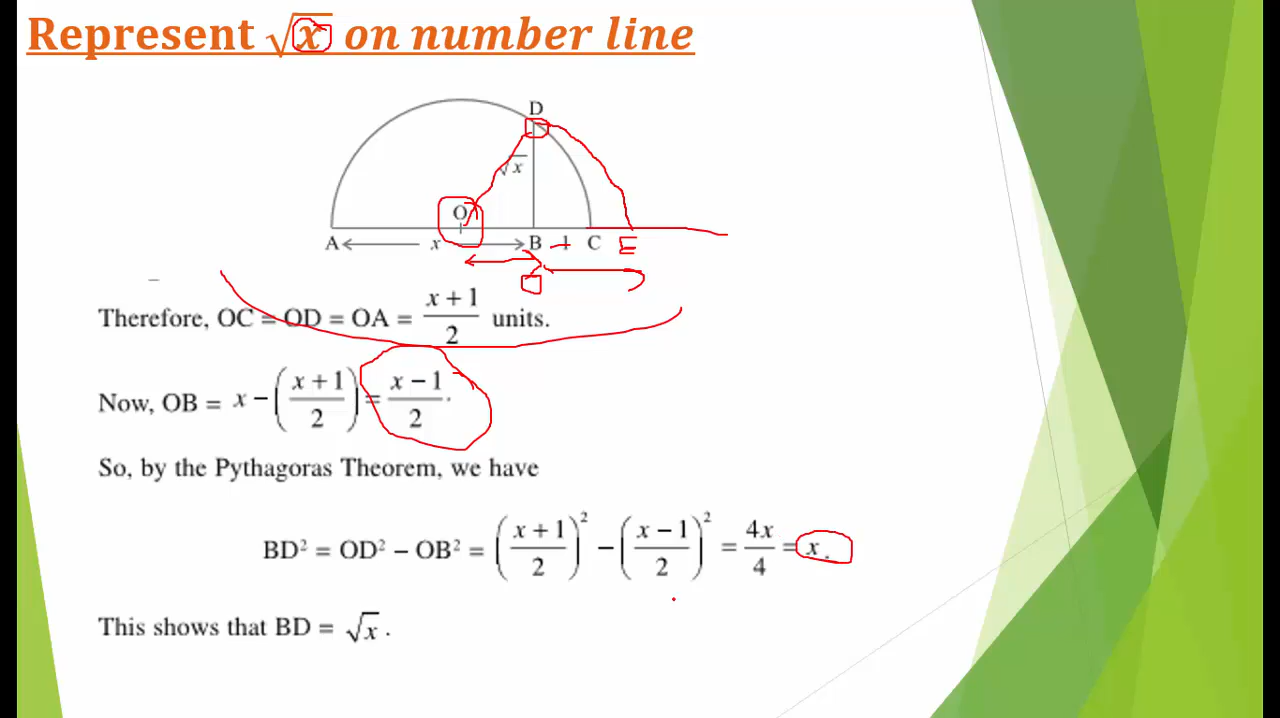 Represent √x on number line
D
√x
O
A x B 1 C E
Therefore, OC = OD = OA = (x + 1)/2 units.
Now, OB = x − ((x + 1)/2) = (x − 1)/2.
So, by the Pythagoras Theorem, we have
BD² = OD² − OB² = ((x + 1)/2)² − ((x − 1)/2)² = 4x/4 = x.
This shows that BD = √x.